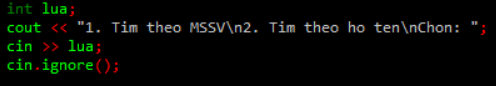 int lua;
cout << "1. Tim theo MSSV\n2. Tim theo ho ten\nChon: ";
cin >> lua;
cin.ignore();